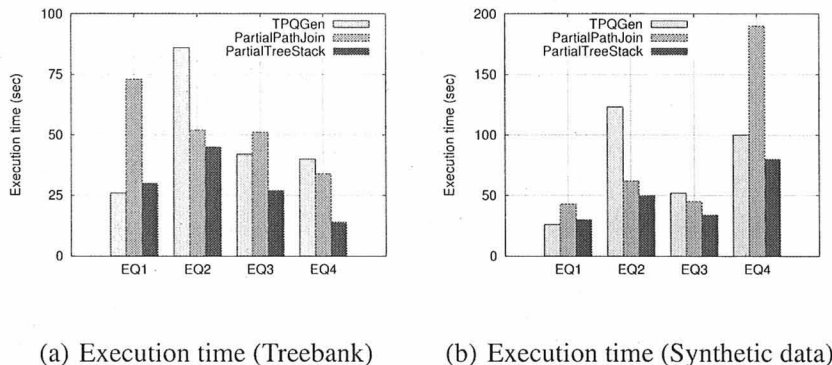 100
75
50
25
0
Execution time (sec)
TPQGen
PartialPathJoin
PartialTreeStack
EQ1 EQ2 EQ3 EQ4
200
150
100
50
0
Execution time (sec)
TPQGen
PartialPathJoin
PartialTreeStack
EQ1 EQ2 EQ3 EQ4
(a) Execution time (Treebank)
(b) Execution time (Synthetic data)